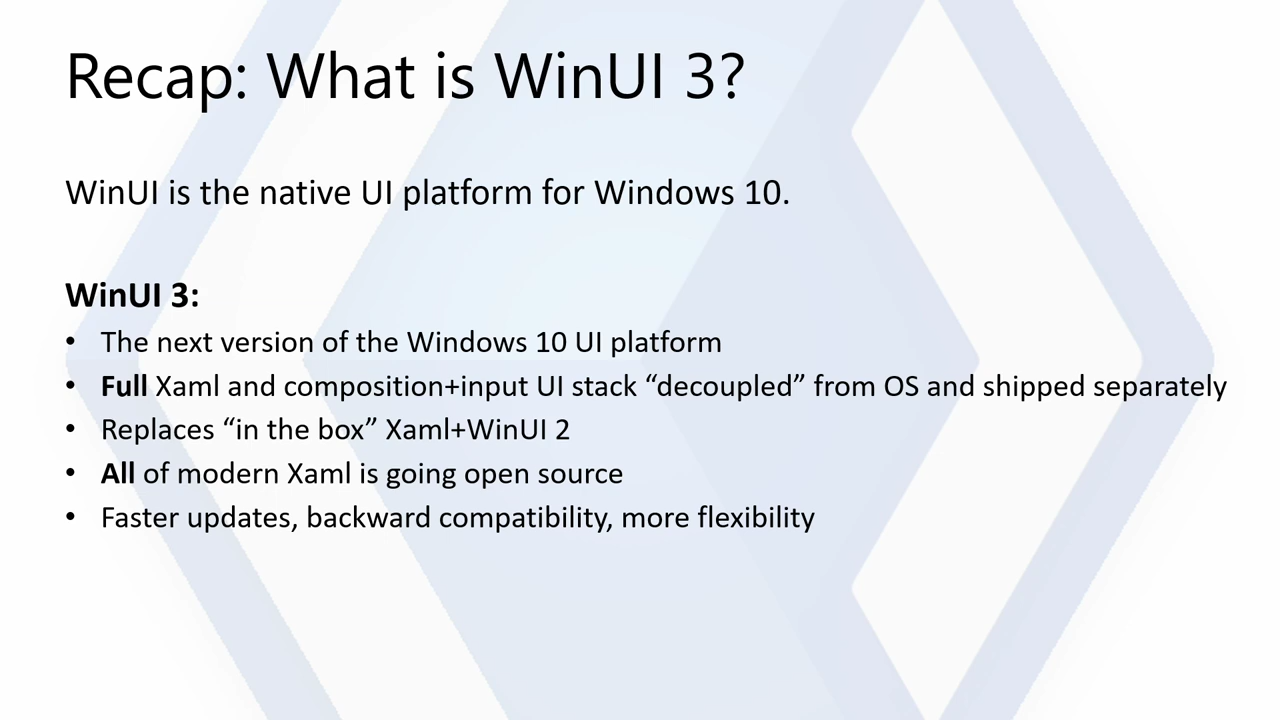 Recap: What is WinUI 3?
WinUI is the native UI platform for Windows 10.
WinUI 3:
• The next version of the Windows 10 UI platform
• Full Xaml and composition+input UI stack “decoupled” from OS and shipped separately
• Replaces “in the box” Xaml+WinUI 2
• All of modern Xaml is going open source
• Faster updates, backward compatibility, more flexibility